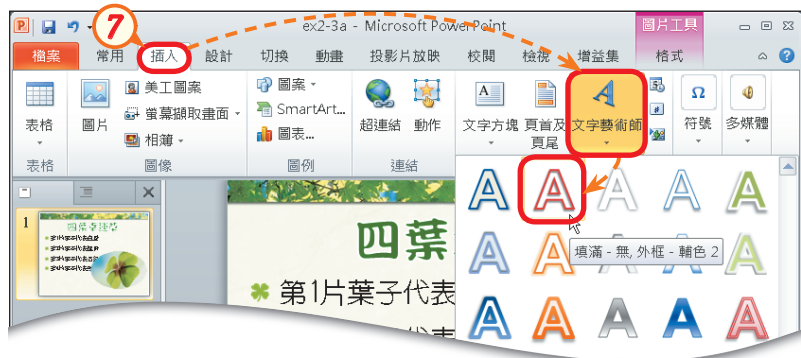 7
ex2-3a - Microsoft PowerPoint
圖片工具
檔案 常用 插入 設計 切換 動畫 投影片放映 校閱 檢視 增益集 格式
美工圖案
螢幕擷取畫面
相簿
圖案
SmartArt...
圖表...
表格 圖片 超連結 動作 文字方塊 頁首及頁尾 文字藝術師 符號 多媒體
表格 圖像 圖例 連結
A A A A A
填滿 - 無, 外框 - 輔色 2
A A A A A
A A A A A
1
四葉幸運草
四葉
第1片葉子代表